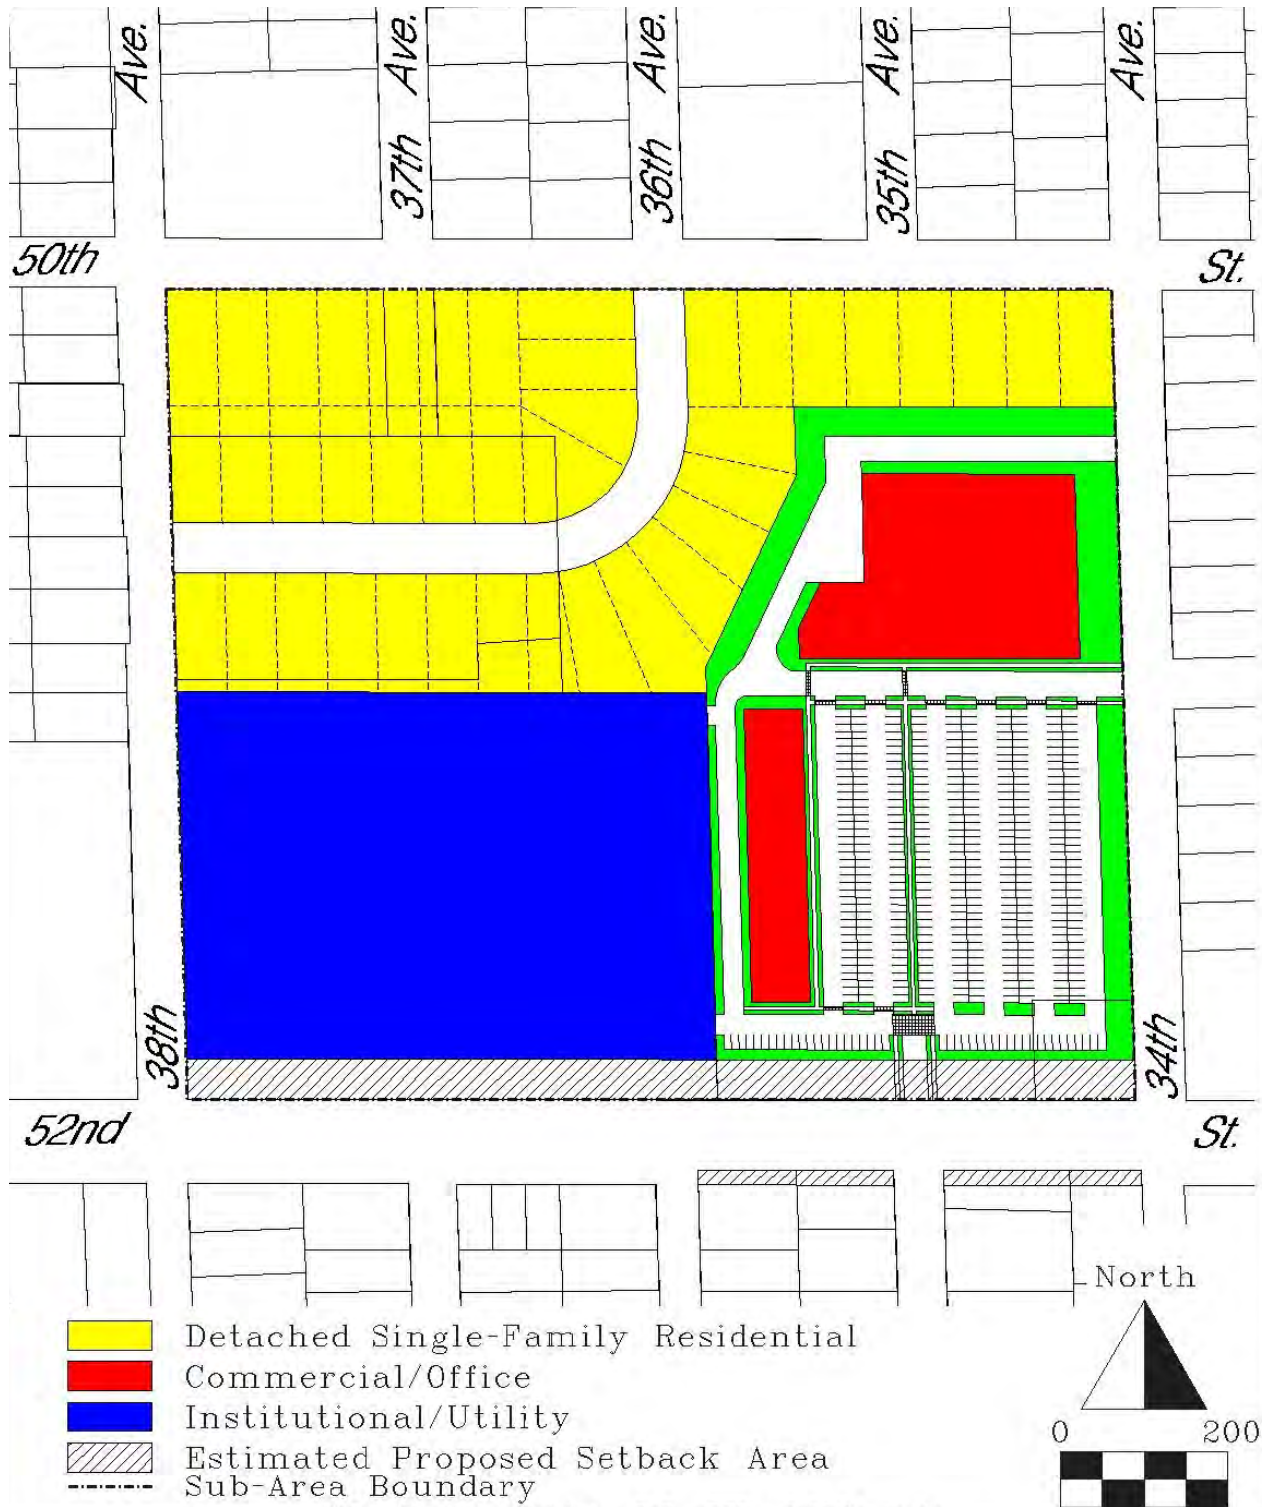 Ave.
37th Ave.
36th Ave.
35th Ave.
Ave.
50th
St.
38th
34th
52nd
St.
North
Detached Single-Family Residential
Commercial/Office
Institutional/Utility
Estimated Proposed Setback Area
Sub-Area Boundary
0 200